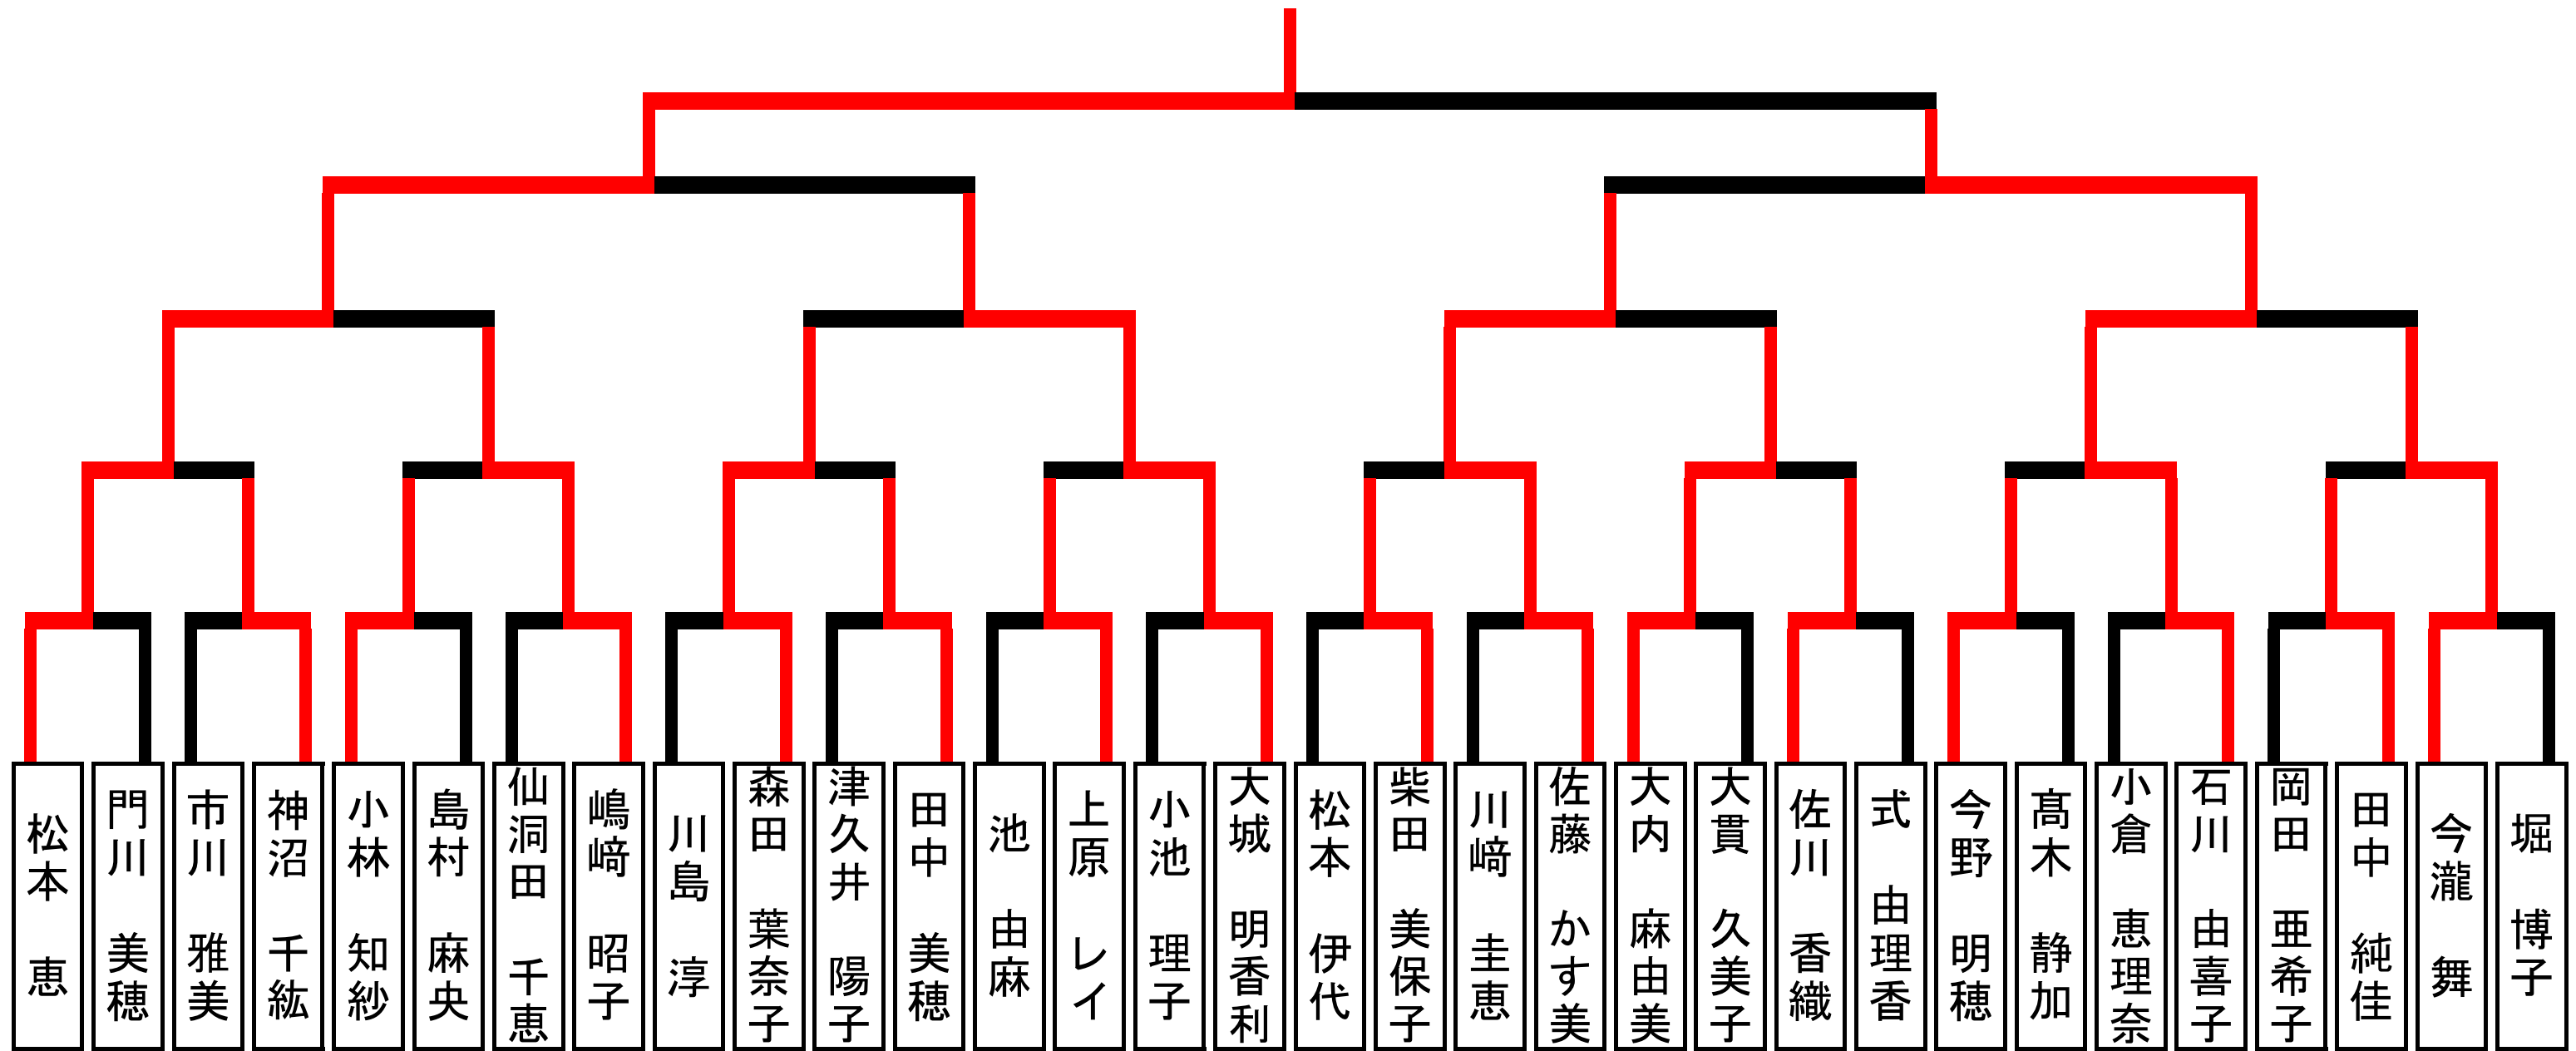 松本 恵
門川 美穂
市川 雅美
神沼 千紘
小林 知紗
島村 麻央
仙洞田 千恵
嶋﨑 昭子
川島 淳
森田 葉奈子
津久井 陽子
田中 美穂
池 由麻
上原 レイ
小池 理子
大城 明香利
松本 伊代
柴田 美保子
川﨑 圭恵
佐藤 かす美
大内 麻由美
大貫 久美子
佐川 香織
式 由理香
今野 明穂
髙木 静加
小倉 恵理奈
石川 由喜子
岡田 亜希子
田中 純佳
今瀧 舞
堀 博子